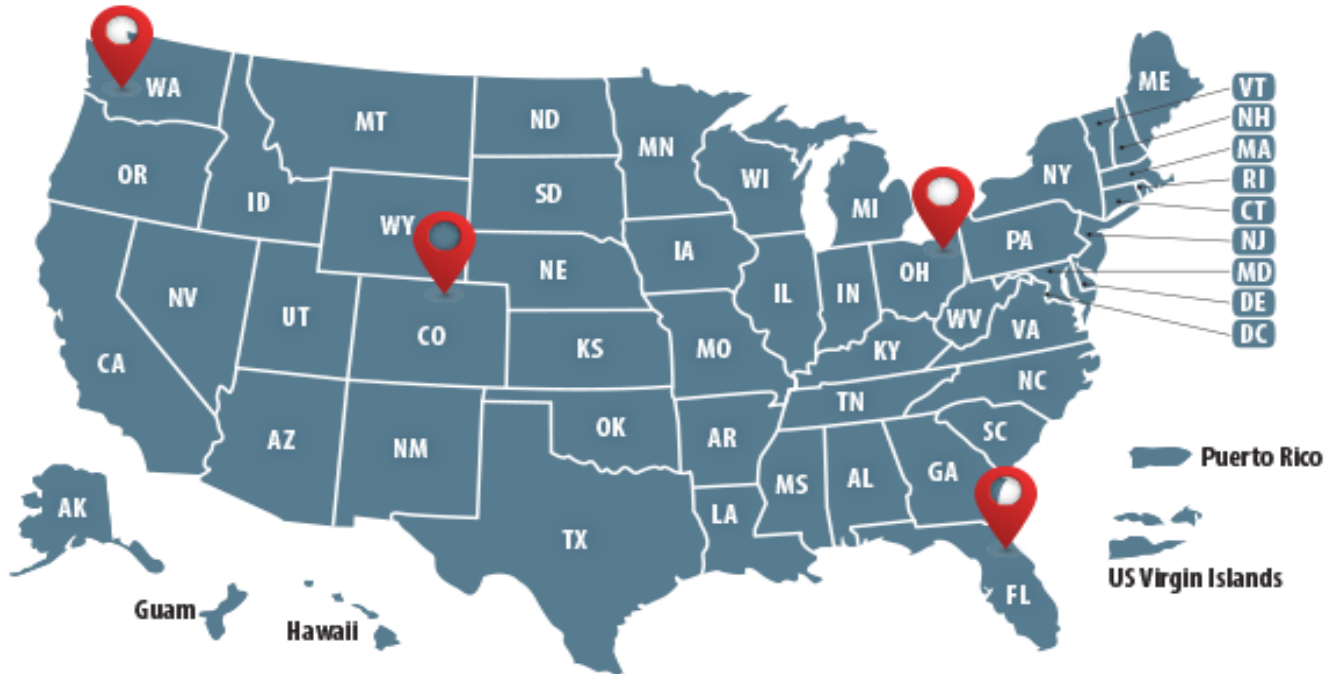 WA
MT
ND
MN
ME
VT
NH
MA
RI
CT
NJ
MD
DE
DC
OR
ID
WY
SD
WI
MI
NY
PA
IA
NE
NV
UT
CO
CA
IL
IN
OH
WV
VA
KS
MO
KY
NC
TN
AZ
NM
OK
AR
SC
MS
AL
GA
LA
TX
FL
AK
Puerto Rico
US Virgin Islands
Guam
Hawaii